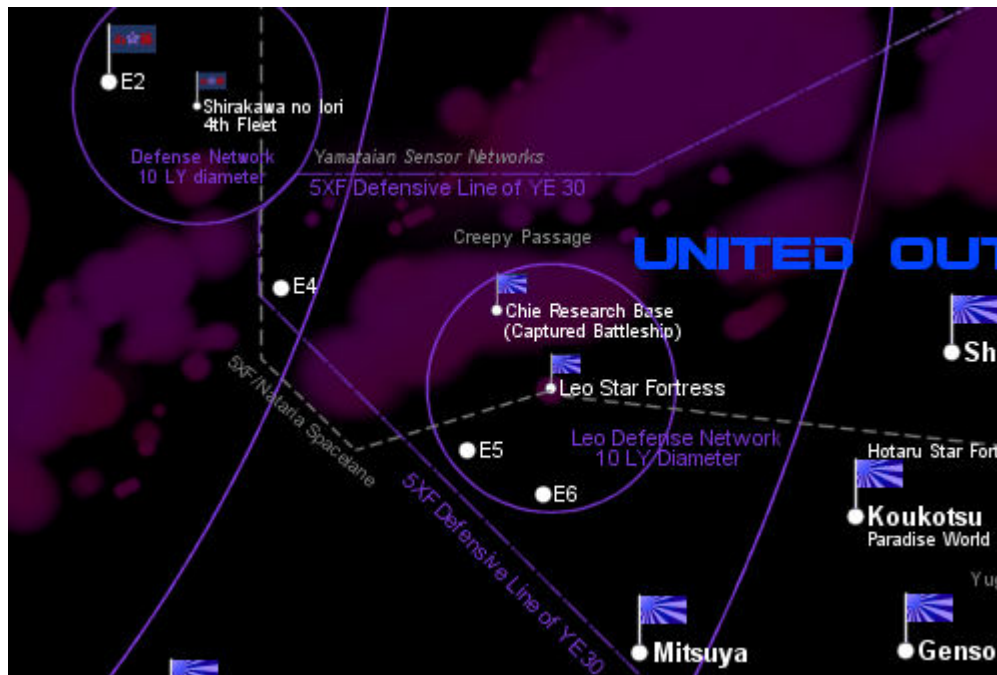 E2
Shirakawa no Iori
4th Fleet
Defense Network
10 LY diameter
Yamataian Sensor Networks
5XF/Defensive Line of YE 30
Creepy Passage
UNITED OUT
E4
Chie Research Base
(Captured Battleship)
Sh
5XF/Nataria Spacelane
Leo Star Fortress
Leo Defense Network
10 LY Diameter
E5
E6
Hotaru Star Fort
Koukotsu
Paradise World
5XF Defensive Line of YE 30
Yug
Mitsuya
Genso